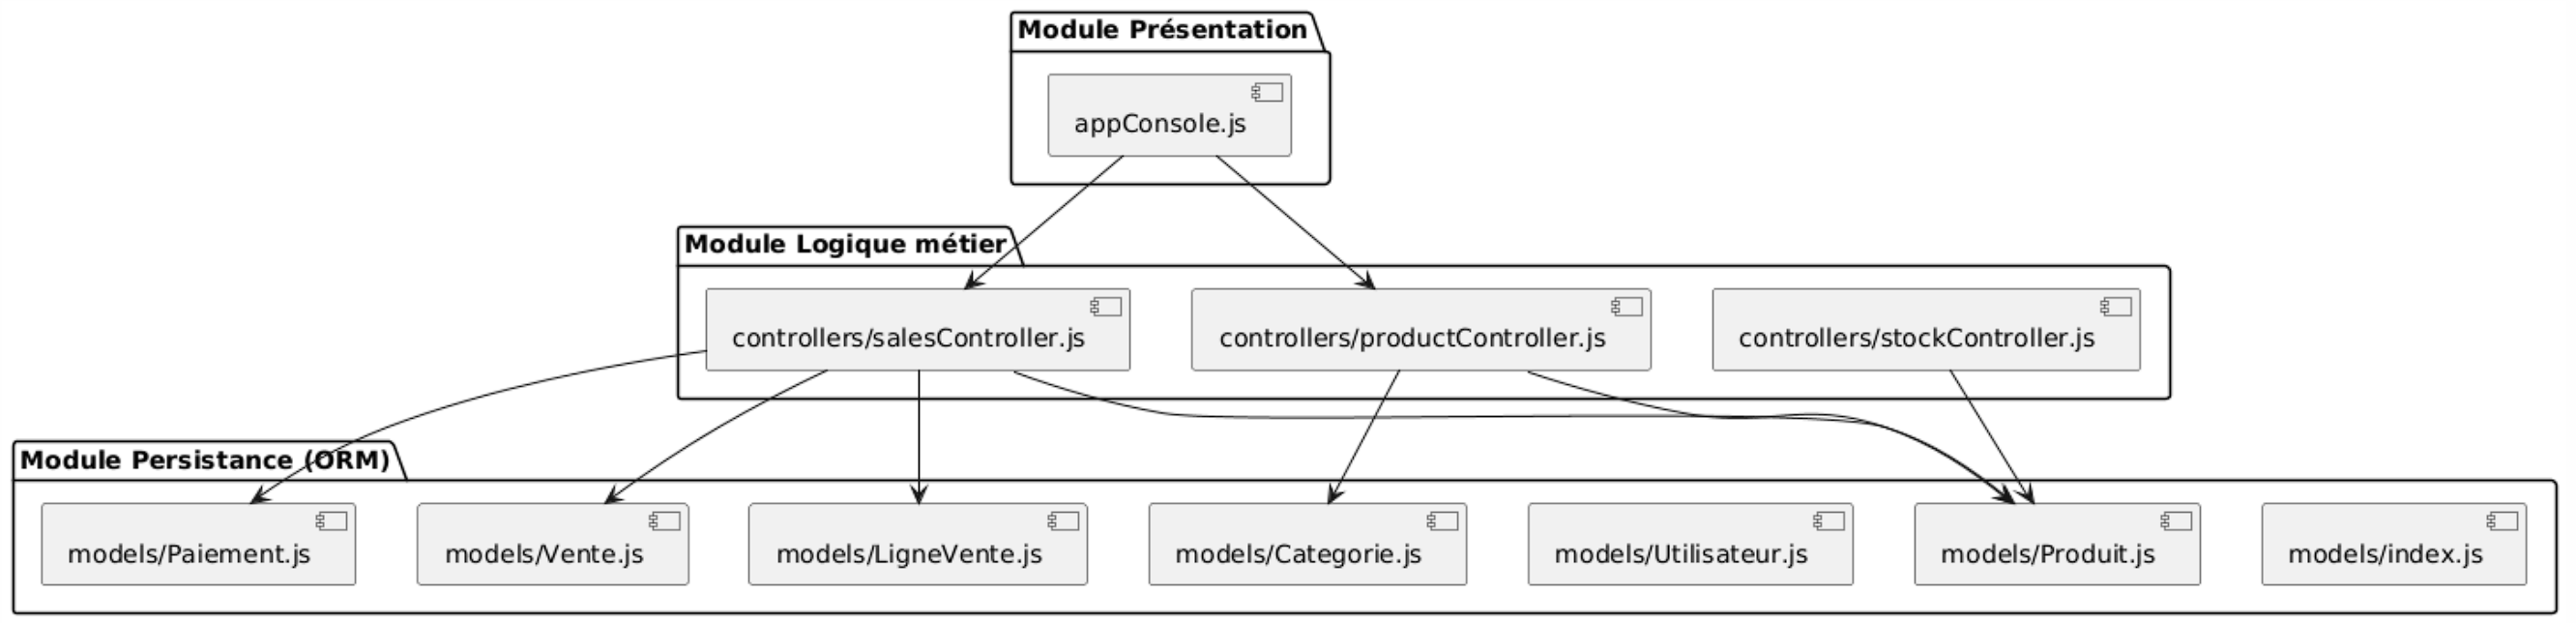 Module Présentation
appConsole.js
Module Logique métier
controllers/salesController.js
controllers/productController.js
controllers/stockController.js
Module Persistance (ORM)
models/Paiement.js
models/Vente.js
models/LigneVente.js
models/Categorie.js
models/Utilisateur.js
models/Produit.js
models/index.js